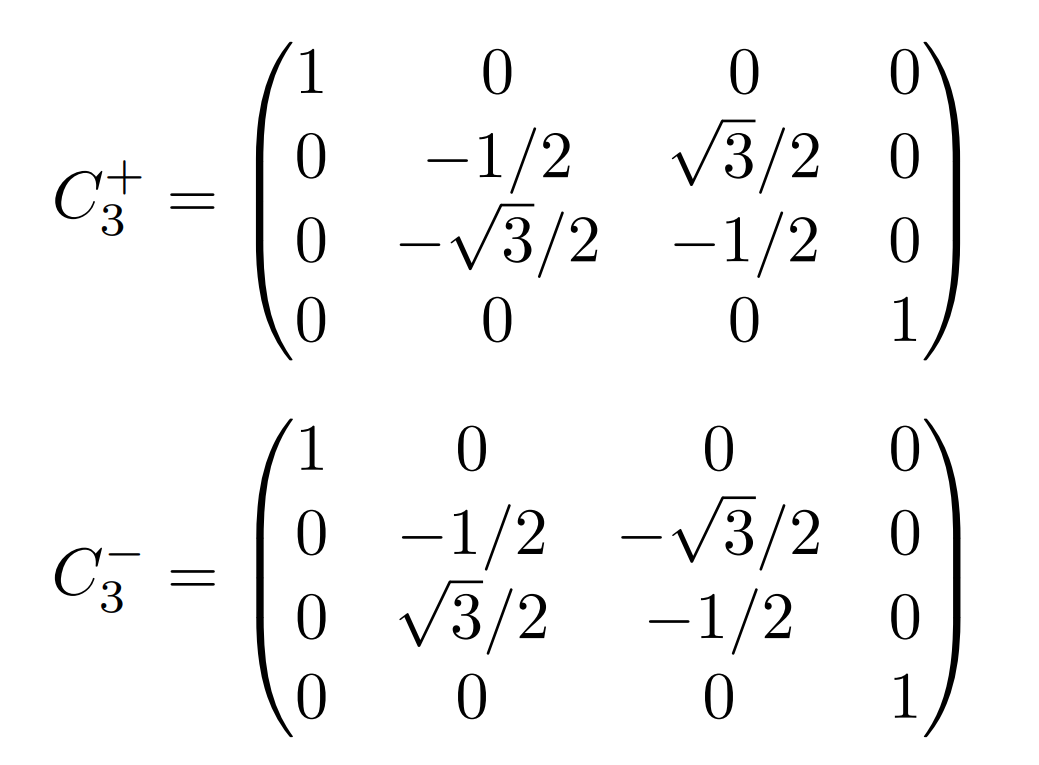 1 0 0 0
0 −1/2 √3/2 0
C₃⁺ =
0 −√3/2 −1/2 0
0 0 0 1
1 0 0 0
0 −1/2 −√3/2 0
C₃⁻ =
0 √3/2 −1/2 0
0 0 0 1